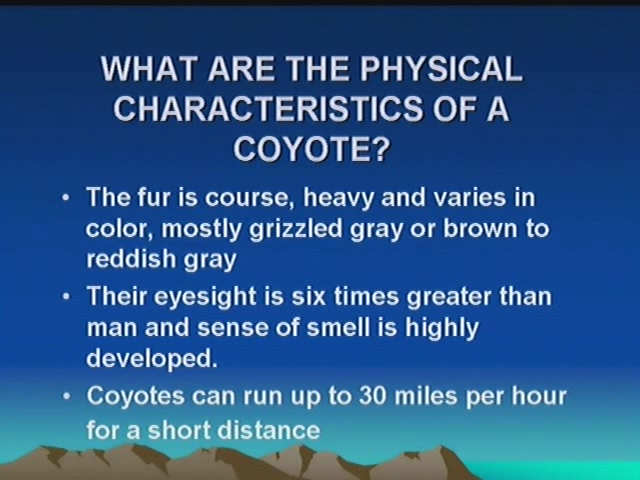 WHAT ARE THE PHYSICAL
CHARACTERISTICS OF A
COYOTE?
• The fur is course, heavy and varies in
color, mostly grizzled gray or brown to
reddish gray
• Their eyesight is six times greater than
man and sense of smell is highly
developed.
• Coyotes can run up to 30 miles per hour
for a short distance